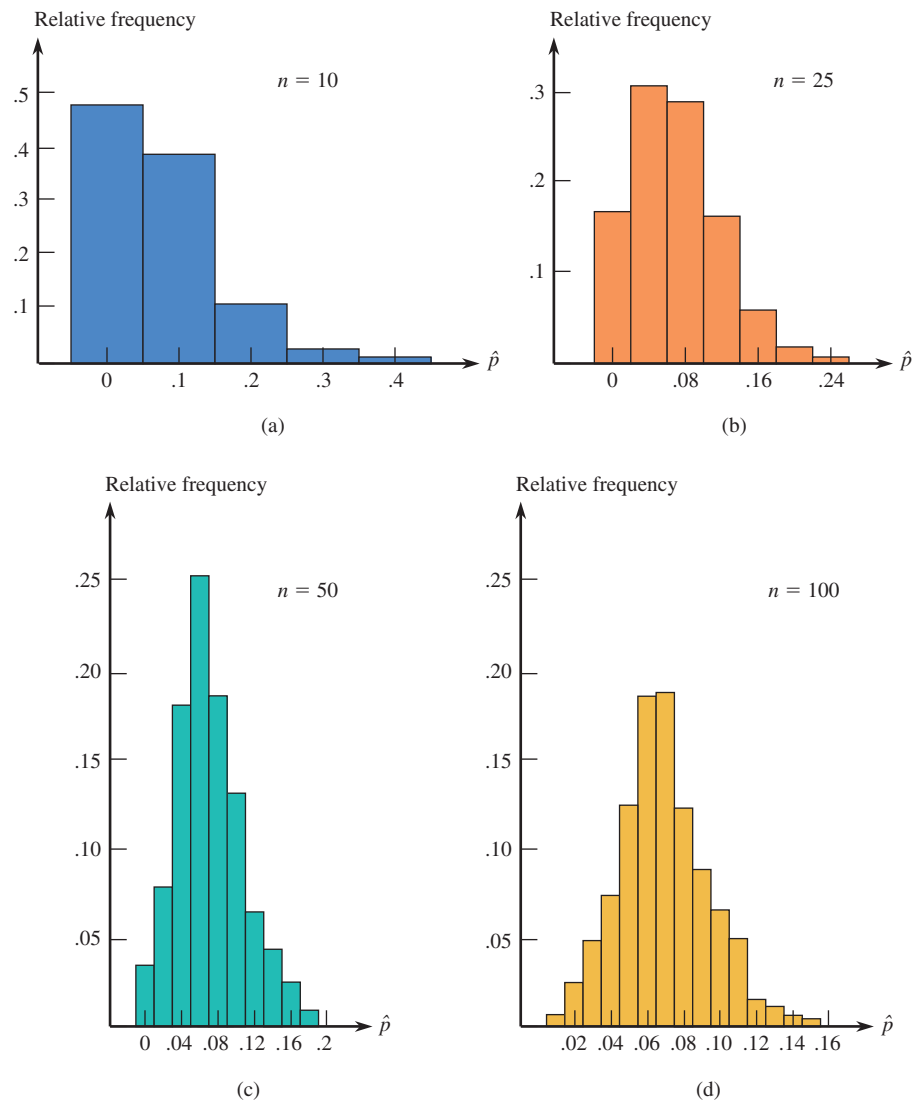 Relative frequency
n = 10
.5
.4
.3
.2
.1
0 .1 .2 .3 .4 p̂
(a)
Relative frequency
n = 25
.3
.2
.1
0 .08 .16 .24 p̂
(b)
Relative frequency
n = 50
.25
.20
.15
.10
.05
0 .04 .08 .12 .16 .2 p̂
(c)
Relative frequency
n = 100
.25
.20
.15
.10
.05
.02 .04 .06 .08 .10 .12 .14 .16 p̂
(d)